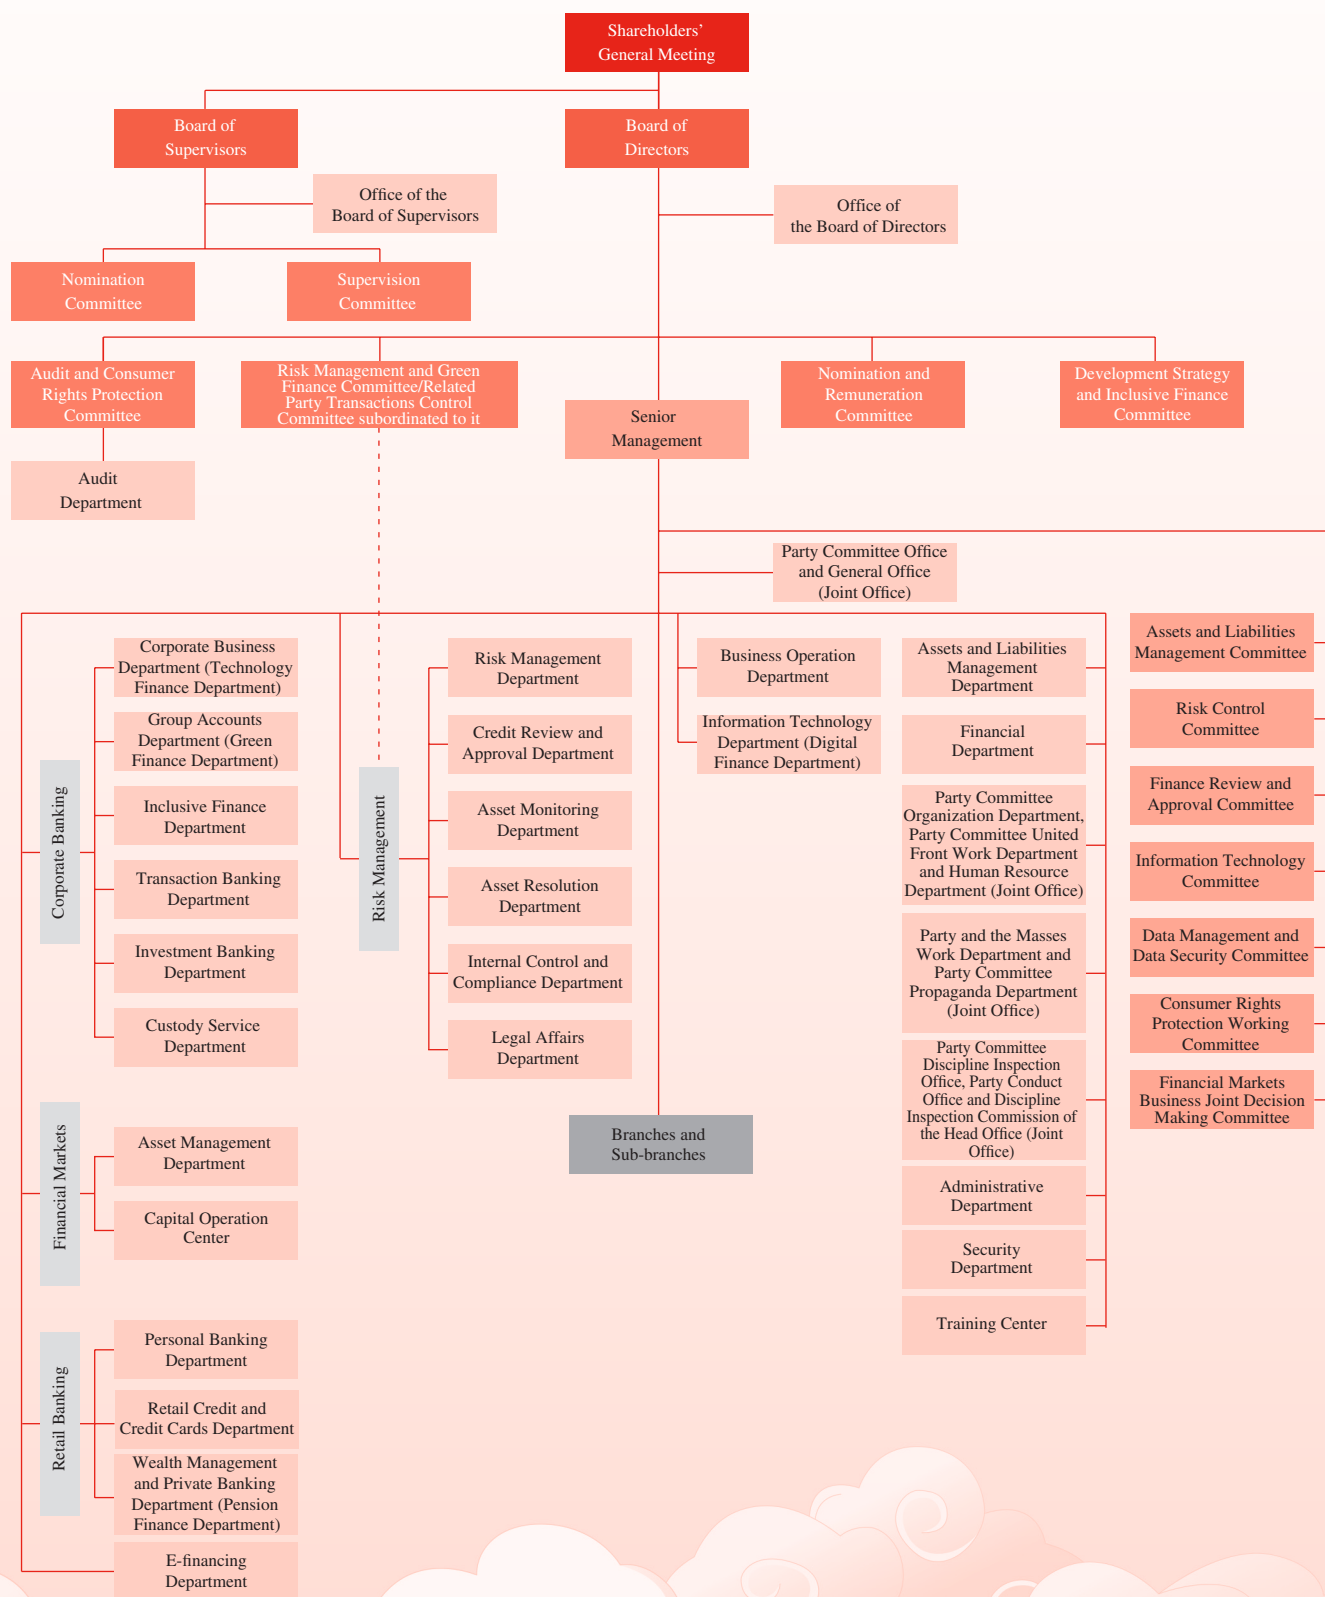 Shareholders’
General Meeting
Board of
Supervisors
Board of
Directors
Office of the
Board of Supervisors
Office of
the Board of Directors
Nomination
Committee
Supervision
Committee
Audit and Consumer
Rights Protection
Committee
Risk Management and Green
Finance Committee/Related
Party Transactions Control
Committee subordinated to it
Senior
Management
Nomination and
Remuneration
Committee
Development Strategy
and Inclusive Finance
Committee
Audit
Department
Party Committee Office
and General Office
(Joint Office)
Corporate Banking
Corporate Business
Department (Technology
Finance Department)
Group Accounts
Department (Green
Finance Department)
Inclusive Finance
Department
Transaction Banking
Department
Investment Banking
Department
Custody Service
Department
Financial Markets
Asset Management
Department
Capital Operation
Center
Retail Banking
Personal Banking
Department
Retail Credit and
Credit Cards Department
Wealth Management
and Private Banking
Department (Pension
Finance Department)
E-financing
Department
Risk Management
Risk Management
Department
Credit Review and
Approval Department
Asset Monitoring
Department
Asset Resolution
Department
Internal Control and
Compliance Department
Legal Affairs
Department
Branches and
Sub-branches
Business Operation
Department
Information Technology
Department (Digital
Finance Department)
Assets and Liabilities
Management
Department
Financial
Department
Party Committee
Organization Department,
Party Committee United
Front Work Department
and Human Resource
Department (Joint Office)
Party and the Masses
Work Department and
Party Committee
Propaganda Department
(Joint Office)
Party Committee
Discipline Inspection
Office, Party Conduct
Office and Discipline
Inspection Commission of
the Head Office (Joint
Office)
Administrative
Department
Security
Department
Training Center
Assets and Liabilities
Management Committee
Risk Control
Committee
Finance Review and
Approval Committee
Information Technology
Committee
Data Management and
Data Security Committee
Consumer Rights
Protection Working
Committee
Financial Markets
Business Joint Decision
Making Committee